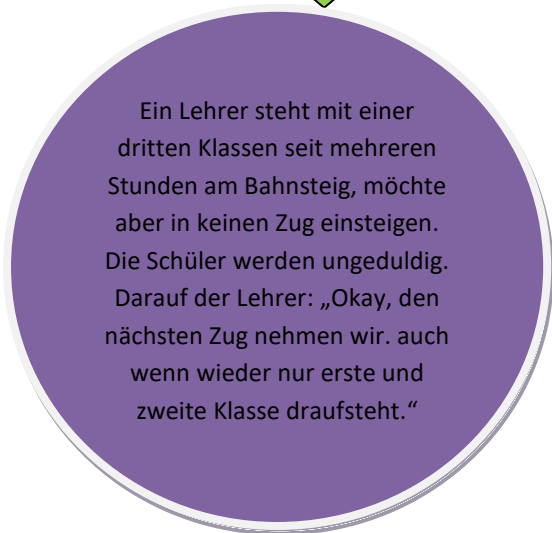 Ein Lehrer steht mit einer
dritten Klassen seit mehreren
Stunden am Bahnsteig, möchte
aber in keinen Zug einsteigen.
Die Schüler werden ungeduldig.
Darauf der Lehrer: „Okay, den
nächsten Zug nehmen wir. auch
wenn wieder nur erste und
zweite Klasse draufsteht.“